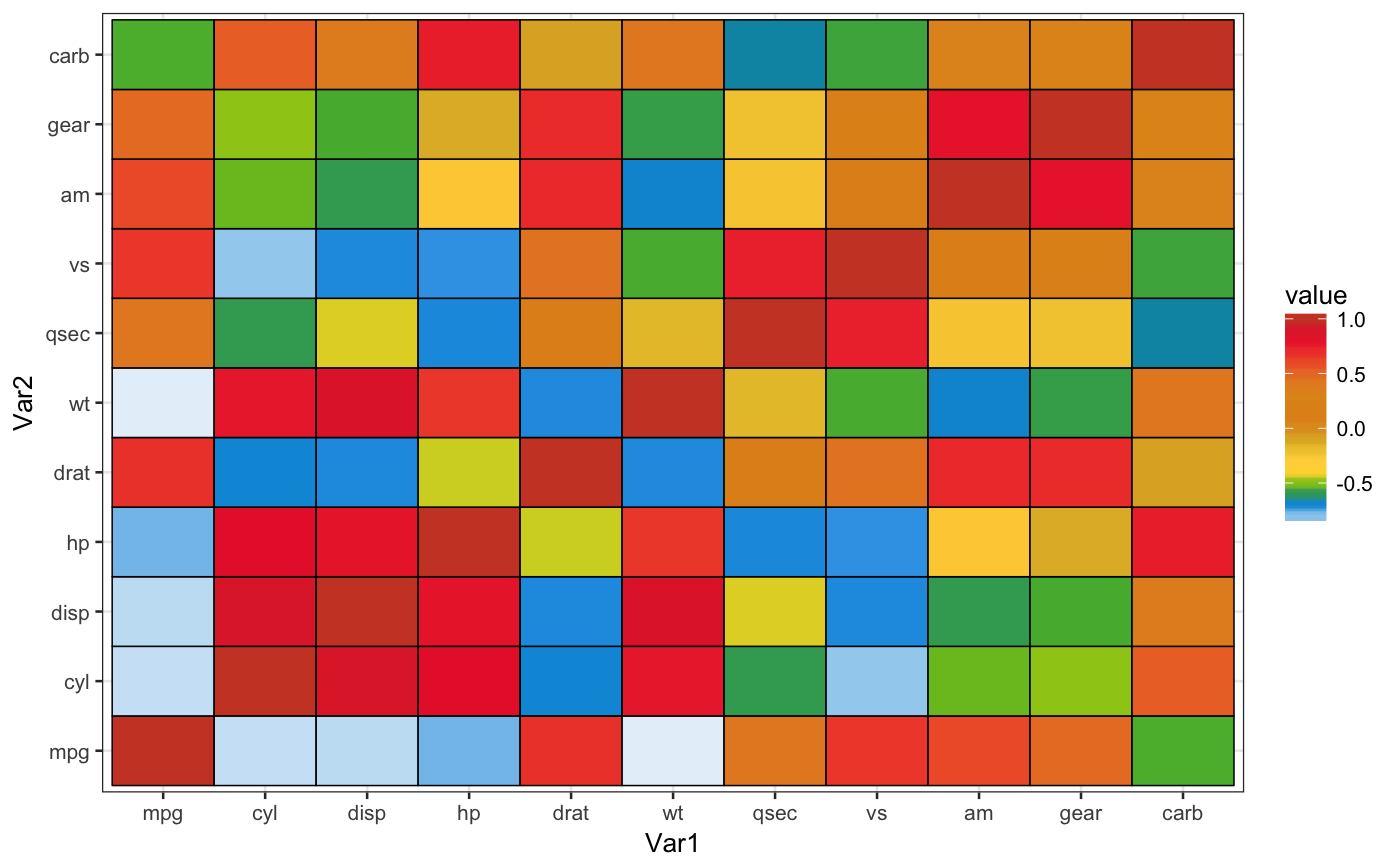 carb
gear
am
vs
qsec
wt
drat
hp
disp
cyl
mpg
Var2
mpg cyl disp hp drat wt qsec vs am gear carb
Var1
value
1.0
0.5
0.0
-0.5